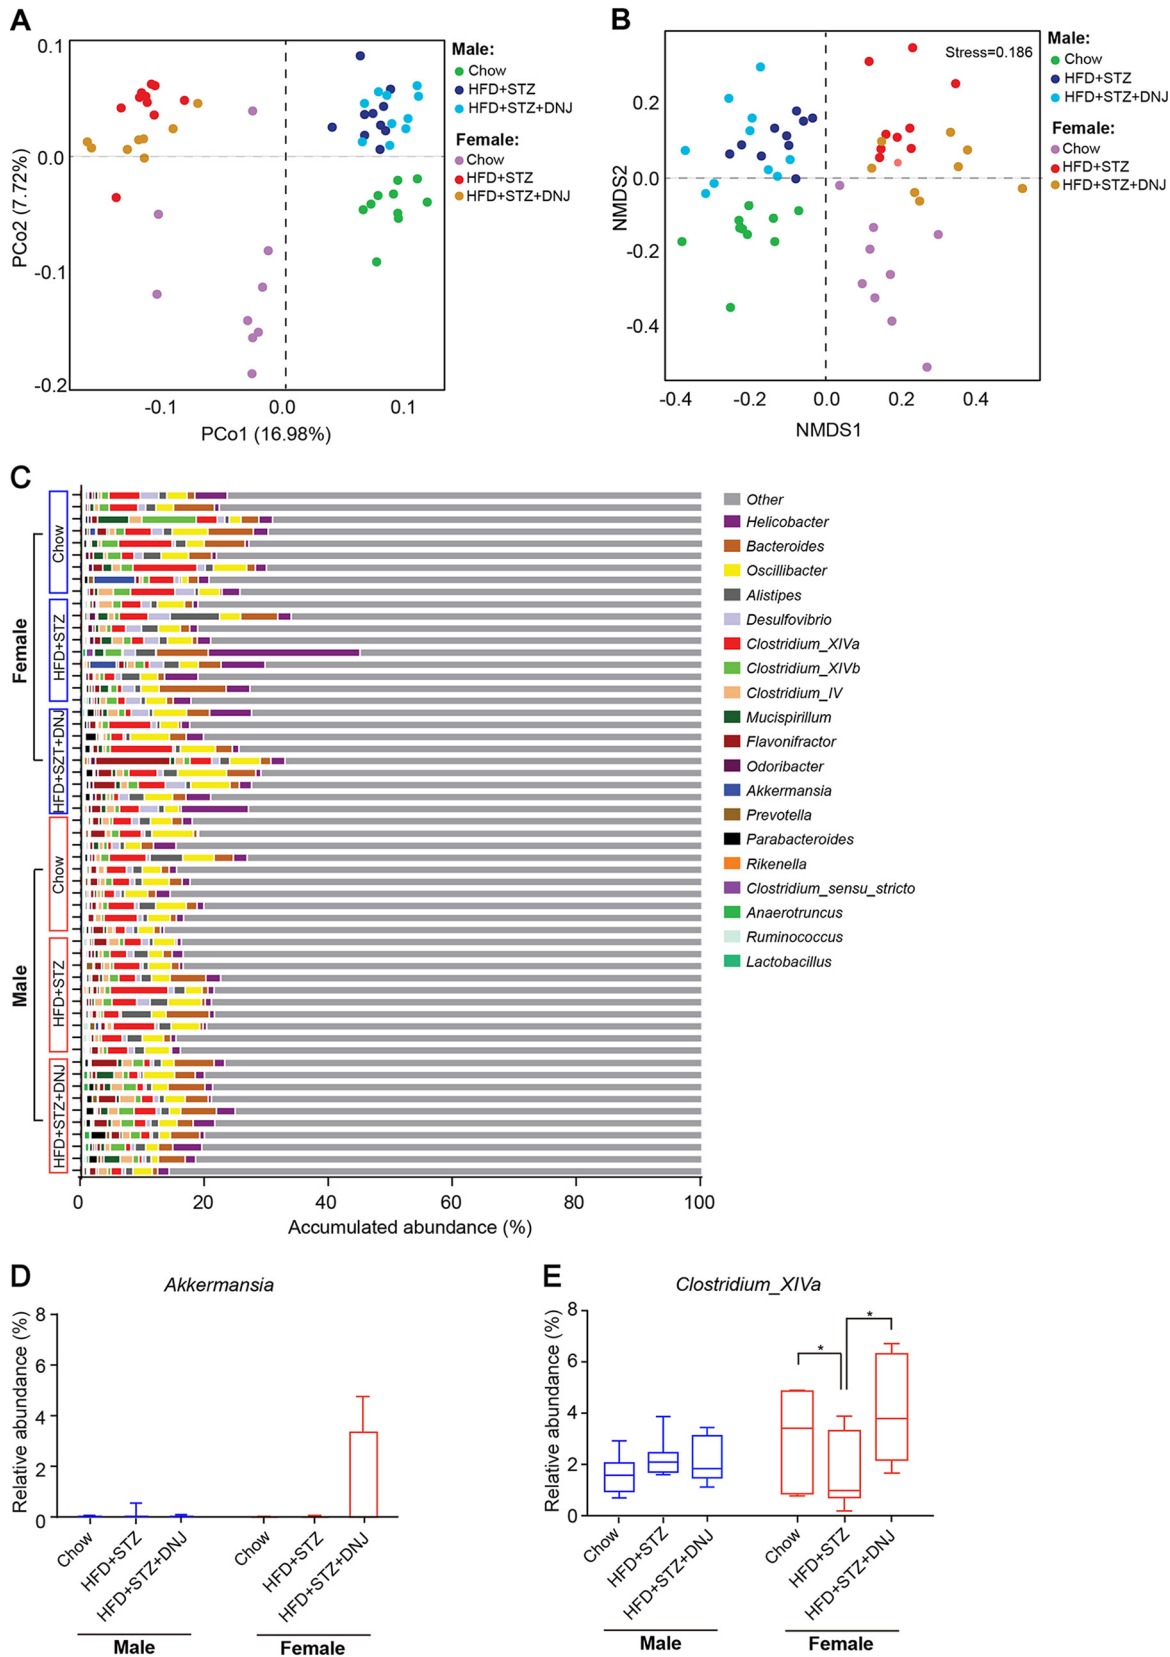 A
0.1
0.0
-0.1
-0.2
PCo2 (7.72%)
-0.1
0.0
0.1
PCo1 (16.98%)
Male:
Chow
HFD+STZ
HFD+STZ+DNJ
Female:
Chow
HFD+STZ
HFD+STZ+DNJ
B
Stress=0.186
0.2
0.0
-0.2
-0.4
NMDS2
-0.4
-0.2
0.0
0.2
0.4
NMDS1
Male:
Chow
HFD+STZ
HFD+STZ+DNJ
Female:
Chow
HFD+STZ
HFD+STZ+DNJ
C
Female
Chow
HFD+STZ
HFD+SZT+DNJ
Male
Chow
HFD+STZ
HFD+STZ+DNJ
0
20
40
60
80
100
Accumulated abundance (%)
Other
Helicobacter
Bacteroides
Oscillibacter
Alistipes
Desulfovibrio
Clostridium_XIVa
Clostridium_XIVb
Clostridium_IV
Mucispirillum
Flavonifractor
Odoribacter
Akkermansia
Prevotella
Parabacteroides
Rikenella
Clostridium_sensu_stricto
Anaerotruncus
Ruminococcus
Lactobacillus
D
Akkermansia
8
6
4
2
0
Relative abundance (%)
Chow
HFD+STZ
HFD+STZ+DNJ
Chow
HFD+STZ
HFD+STZ+DNJ
Male
Female
E
Clostridium_XIVa
8
6
4
2
0
Relative abundance (%)
*
*
Chow
HFD+STZ
HFD+STZ+DNJ
Chow
HFD+STZ
HFD+STZ+DNJ
Male
Female